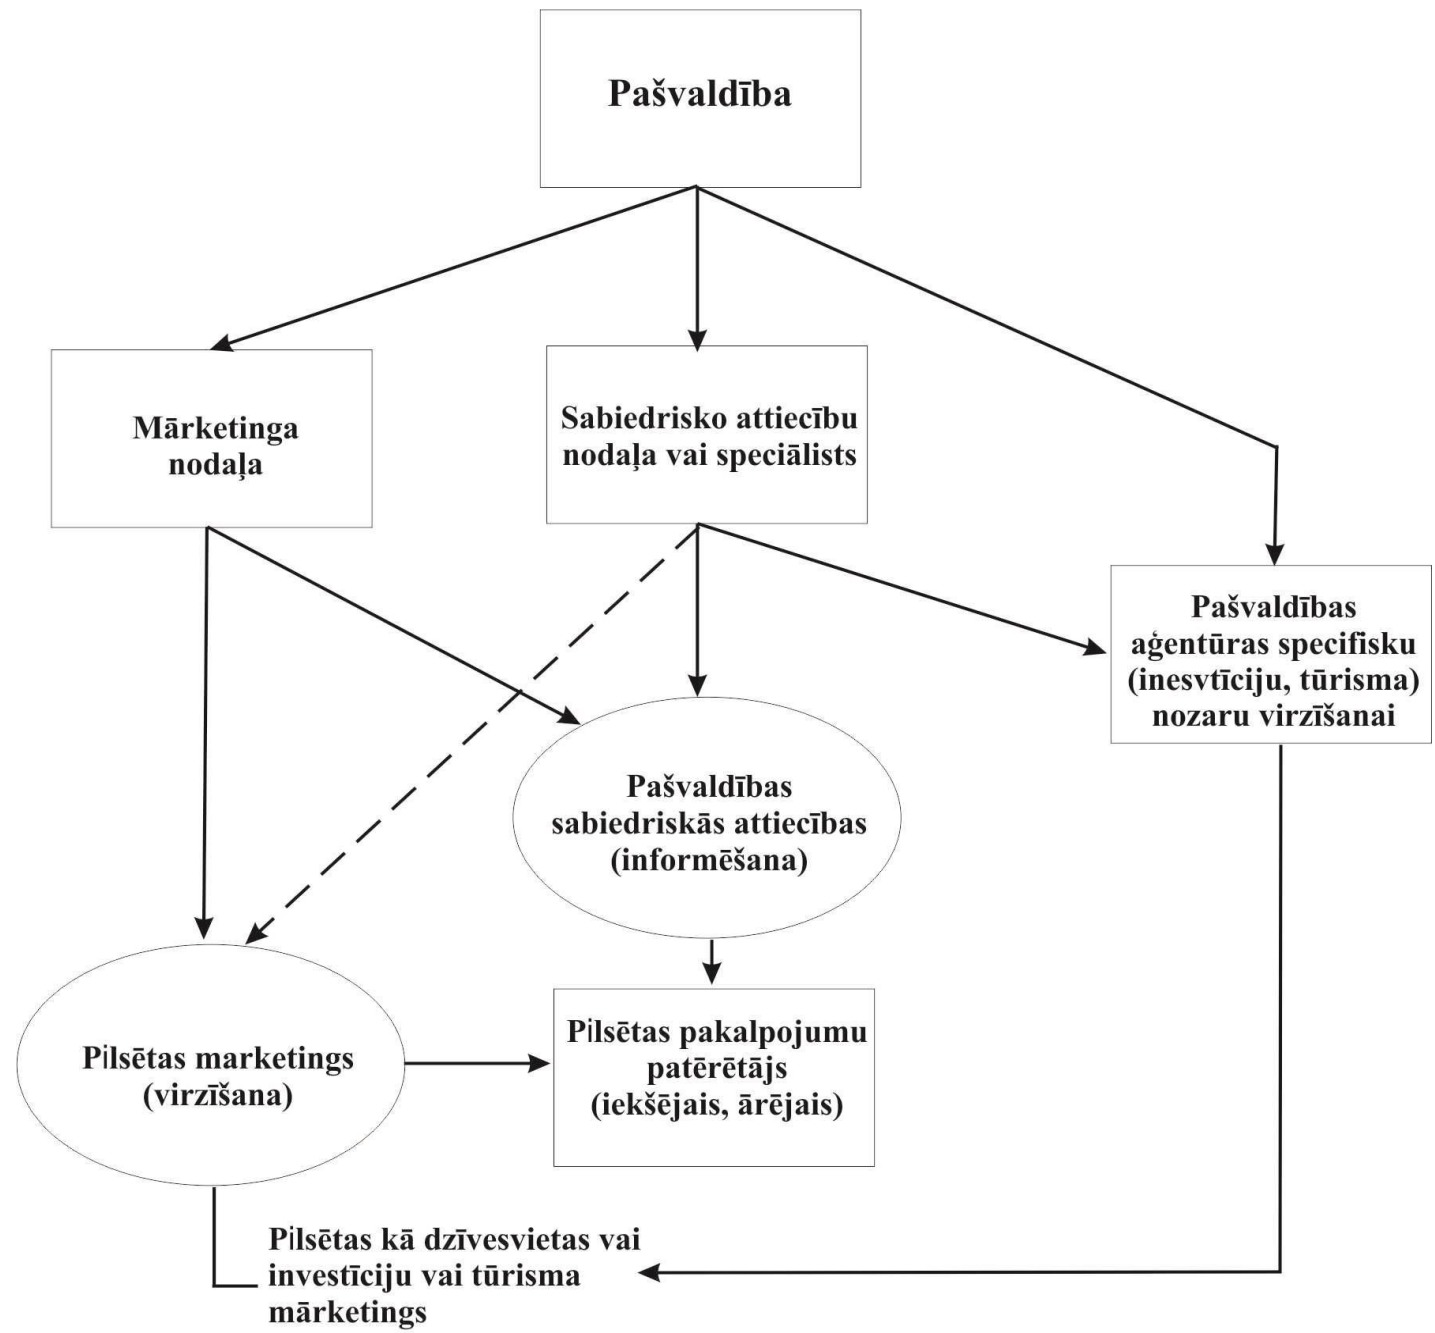 Pašvaldība
Mārketinga
nodaļa
Sabiedrisko attiecību
nodaļa vai speciālists
Pašvaldības
aģentūras specifisku
(inesvtīciju, tūrisma)
nozaru virzīšanai
Pašvaldības
sabiedriskās attiecības
(informēšana)
Pilsētas marketings
(virzīšana)
Pilsētas pakalpojumu
patērētājs
(iekšējais, ārējais)
Pilsētas kā dzīvesvietas vai
investīciju vai tūrisma
mārketings